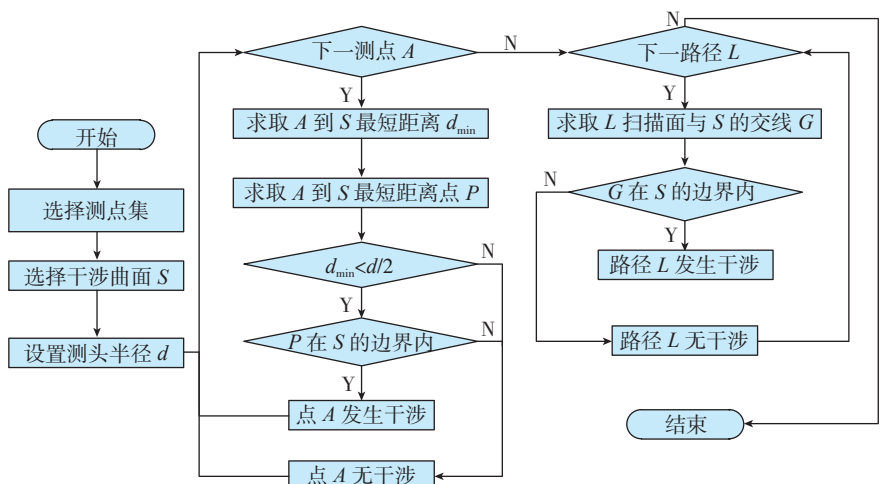 开始
选择测点集
选择干涉曲面 S
设置测头半径 d
下一测点 A
N
Y
求取 A 到 S 最短距离 d_min
求取 A 到 S 最短距离点 P
d_min<d/2
N
Y
P 在 S 的边界内
N
Y
点 A 发生干涉
点 A 无干涉
N
下一路径 L
Y
求取 L 扫描面与 S 的交线 G
N
G 在 S 的边界内
Y
路径 L 发生干涉
路径 L 无干涉
结束